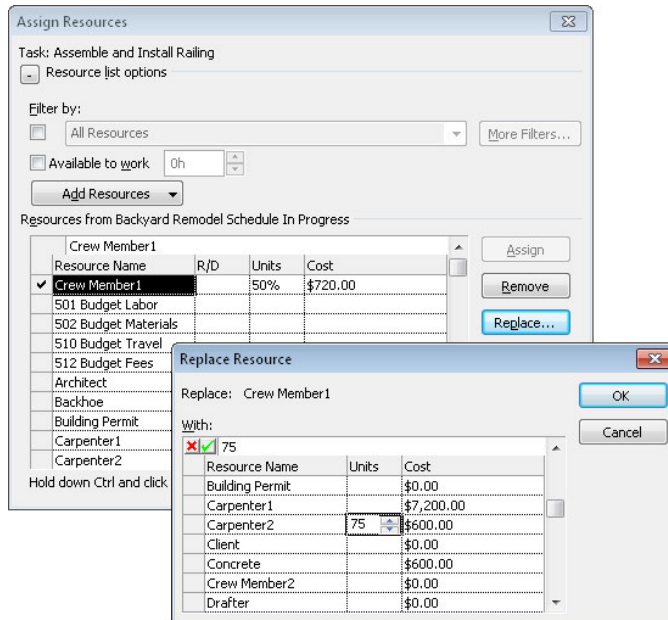 Assign Resources
Task: Assemble and Install Railing
- Resource list options
Filter by:
All Resources More Filters...
Available to work 0h
Add Resources
Resources from Backyard Remodel Schedule In Progress
Crew Member1 Assign
Resource Name R/D Units Cost
Crew Member1 50% $720.00 Remove
501 Budget Labor
502 Budget Materials Replace...
510 Budget Travel
512 Budget Fees
Architect
Backhoe
Building Permit
Carpenter1
Carpenter2
Hold down Ctrl and click
Replace Resource
Replace: Crew Member1 OK
With: Cancel
75
Resource Name Units Cost
Building Permit $0.00
Carpenter1 $7,200.00
Carpenter2 75 $600.00
Client $0.00
Concrete $600.00
Crew Member2 $0.00
Drafter $0.00